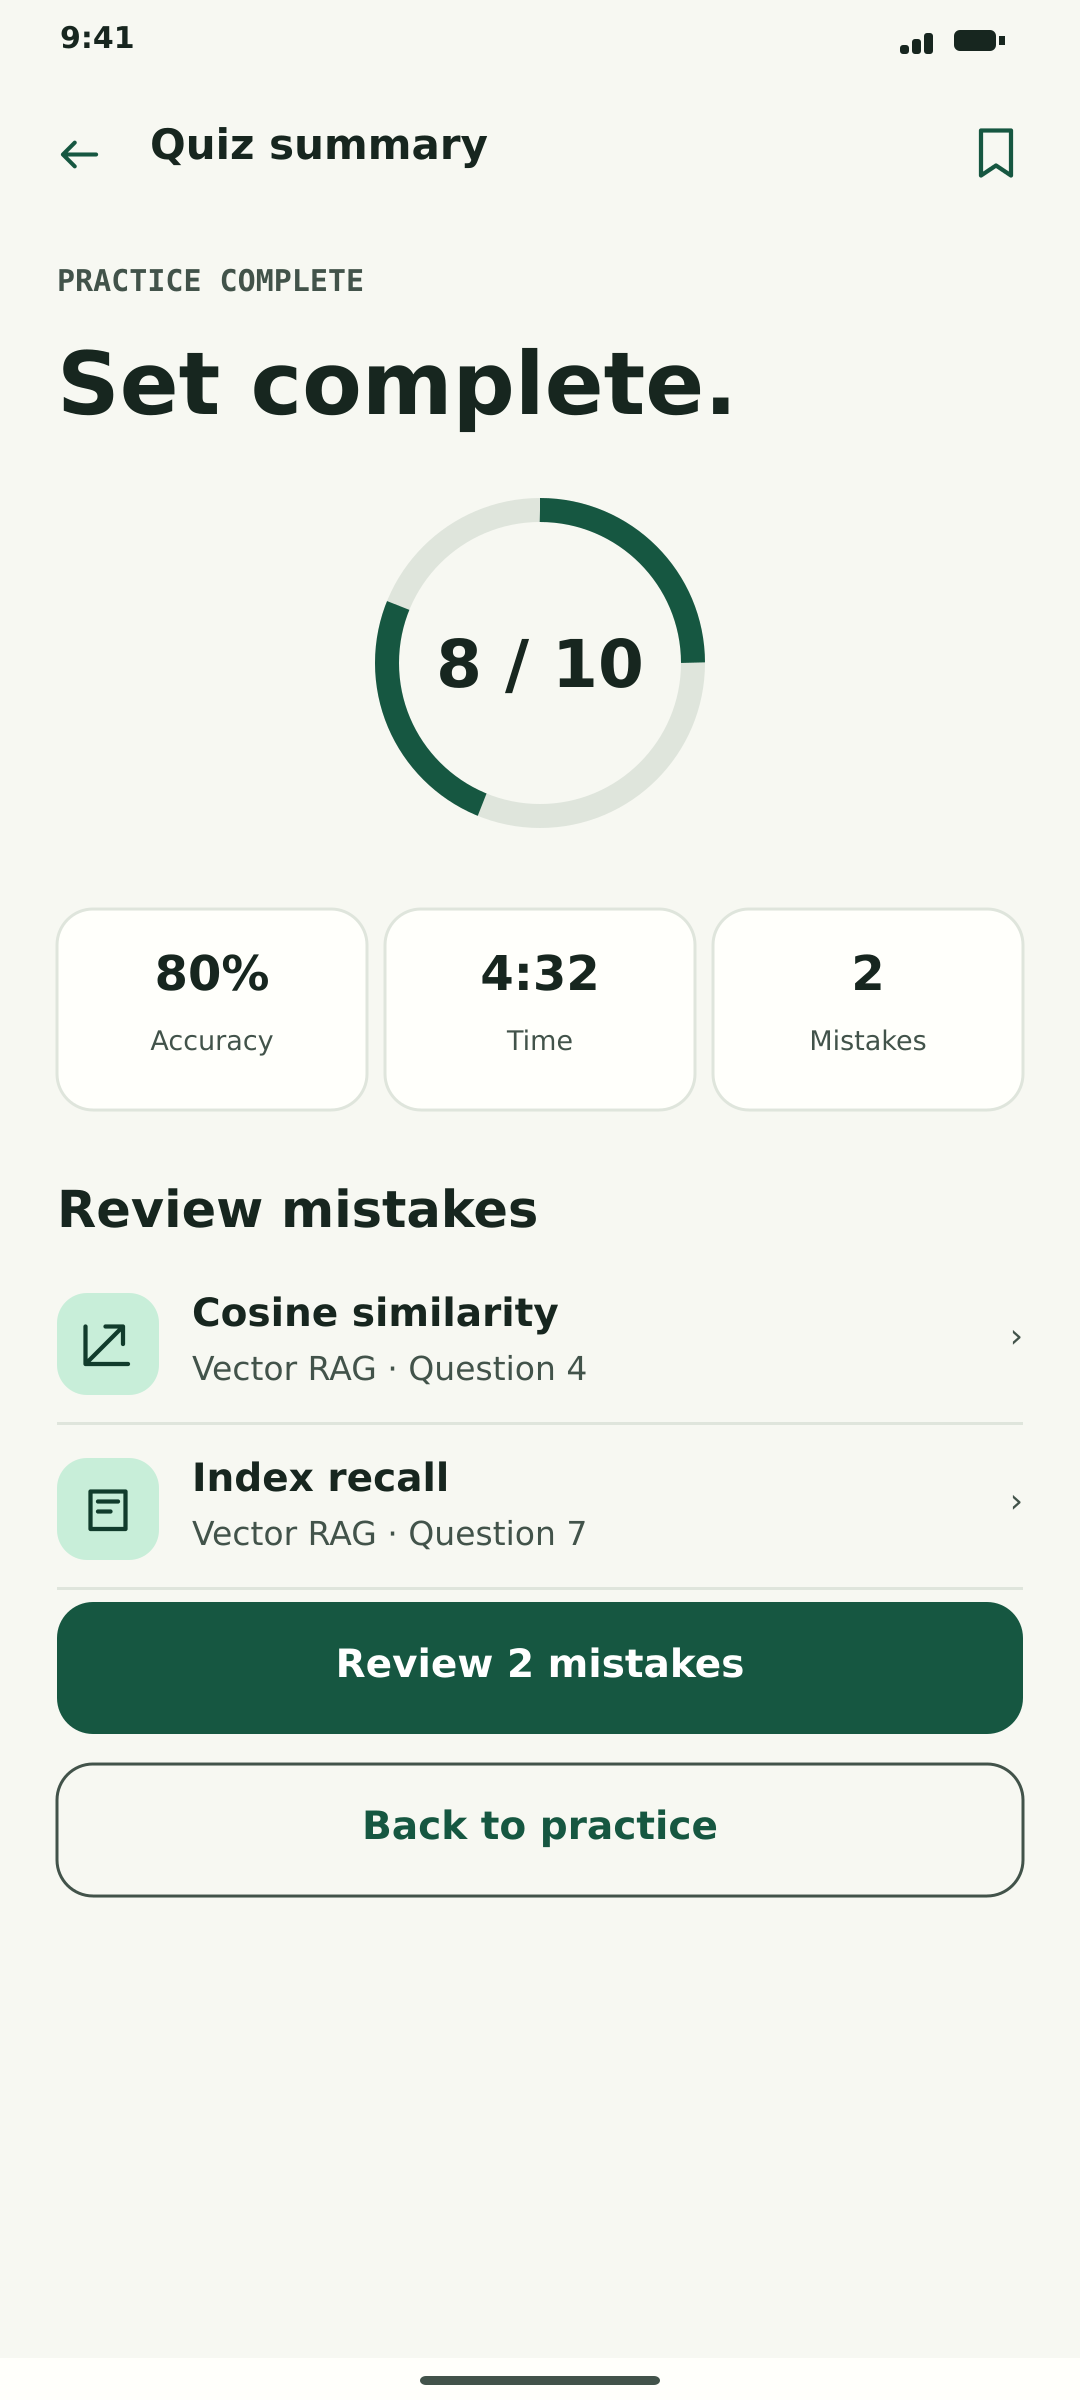 9:41
Quiz summary
PRACTICE COMPLETE
Set complete.
8 / 10
80%
Accuracy
4:32
Time
2
Mistakes
Review mistakes
Cosine similarity
Vector RAG · Question 4
›
Index recall
Vector RAG · Question 7
›
Review 2 mistakes
Back to practice